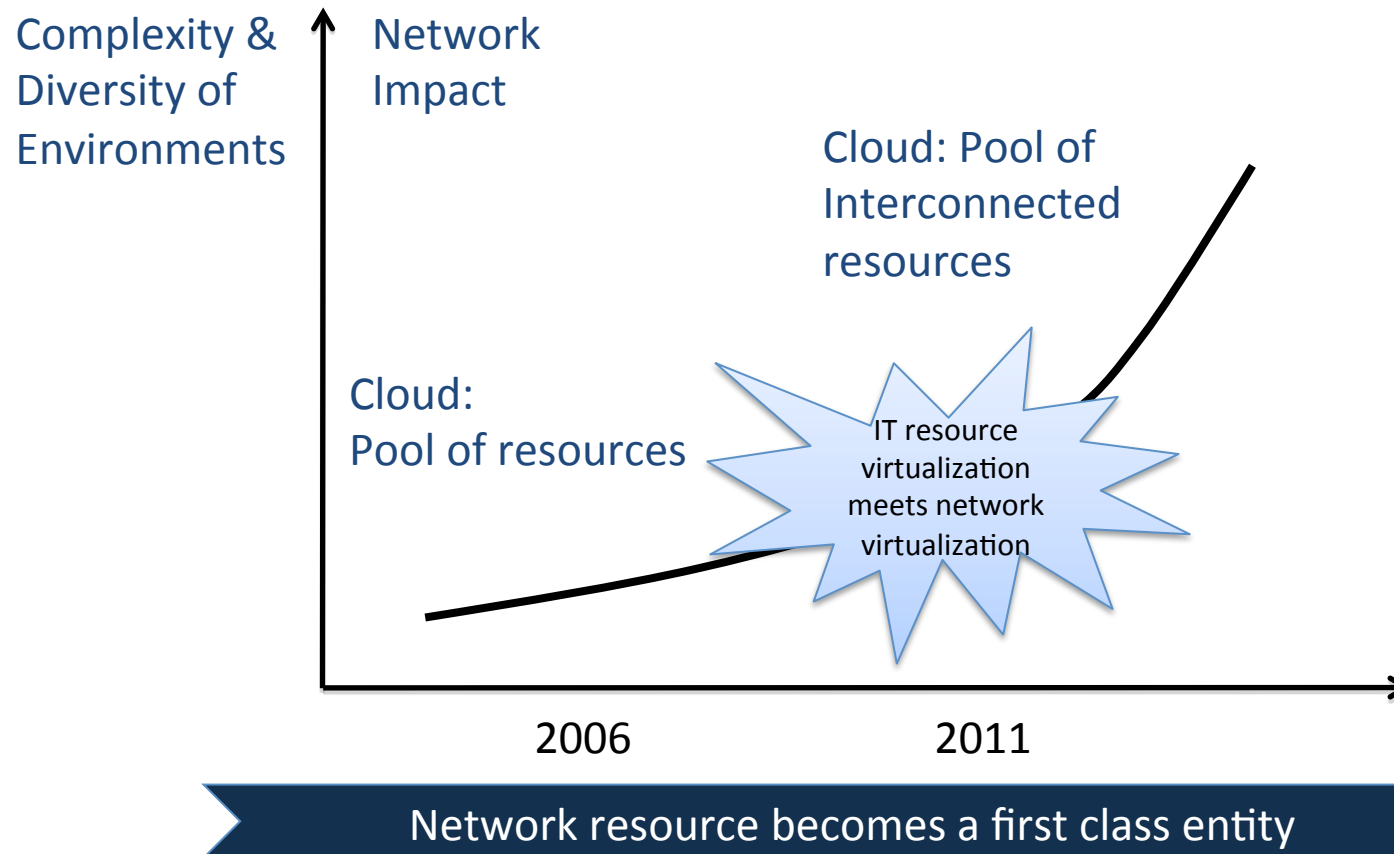 Complexity &
Diversity of
Environments
Network
Impact
Cloud: Pool of
Interconnected
resources
Cloud:
Pool of resources
IT resource
virtualization
meets network
virtualization
2006
2011
Network resource becomes a first class entity